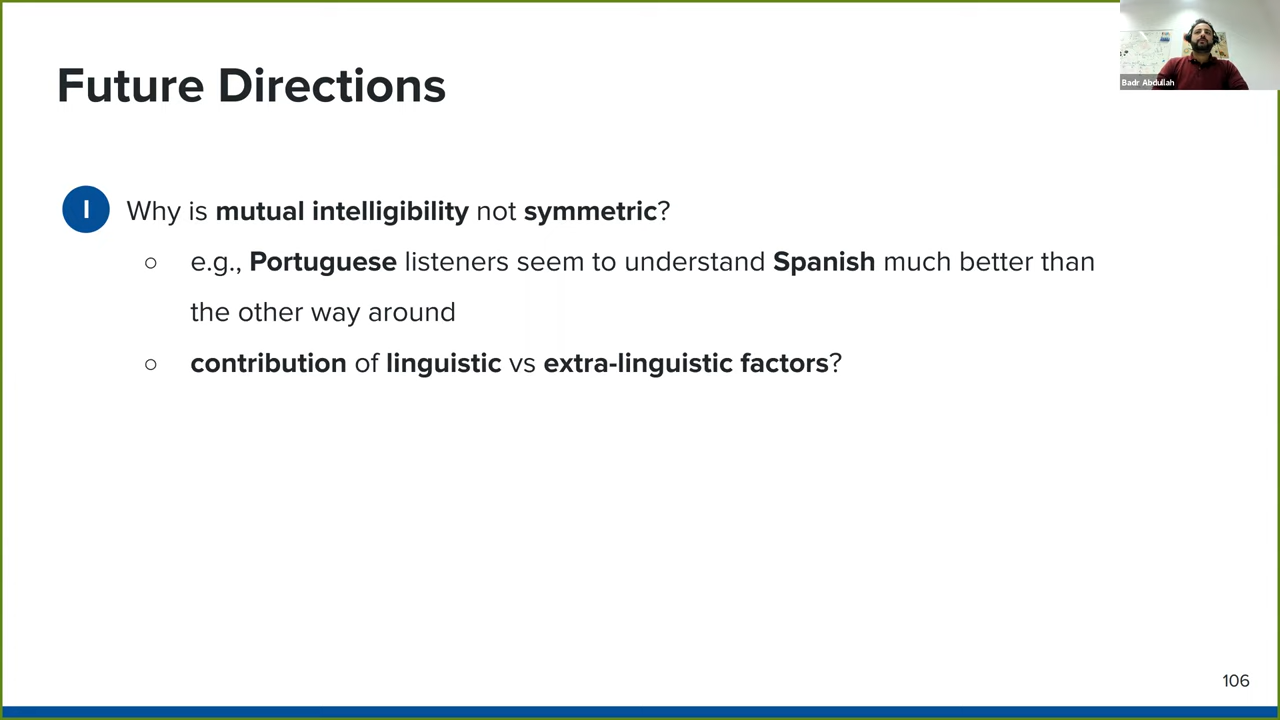 Badr Abdullah
Future Directions
I Why is mutual intelligibility not symmetric?
○ e.g., Portuguese listeners seem to understand Spanish much better than
the other way around
○ contribution of linguistic vs extra-linguistic factors?
106